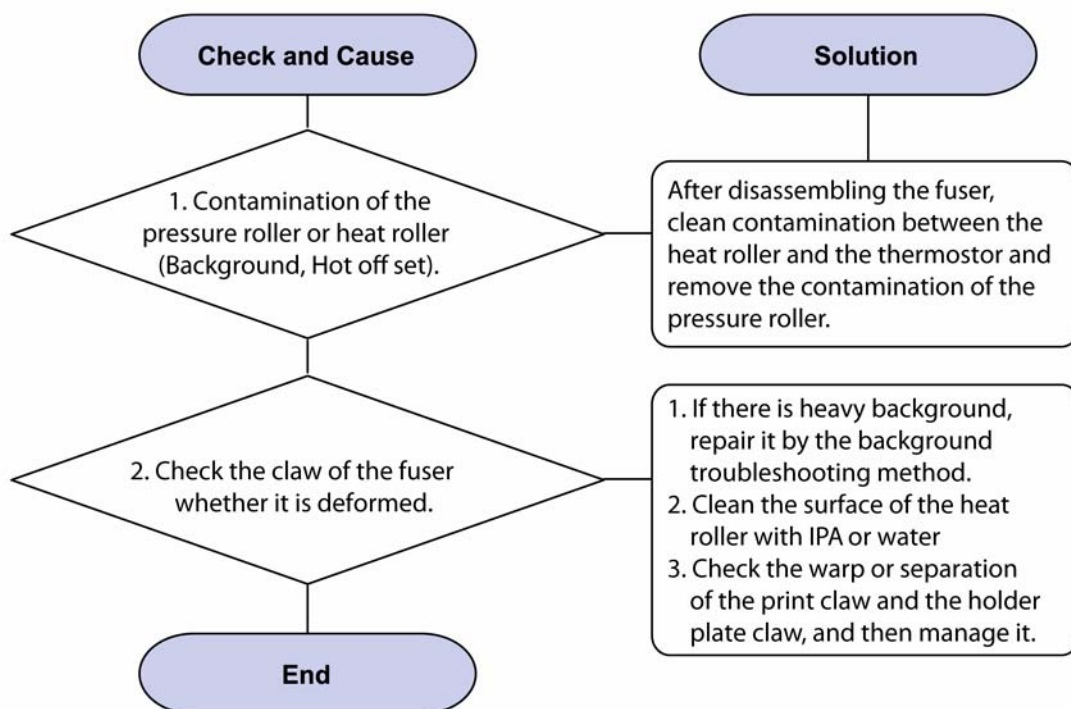 Check and Cause
Solution
1. Contamination of the
pressure roller or heat roller
(Background, Hot off set).
After disassembling the fuser,
clean contamination between the
heat roller and the thermostor and
remove the contamination of the
pressure roller.
2. Check the claw of the fuser
whether it is deformed.
1. If there is heavy background,
repair it by the background
troubleshooting method.
2. Clean the surface of the heat
roller with IPA or water
3. Check the warp or separation
of the print claw and the holder
plate claw, and then manage it.
End